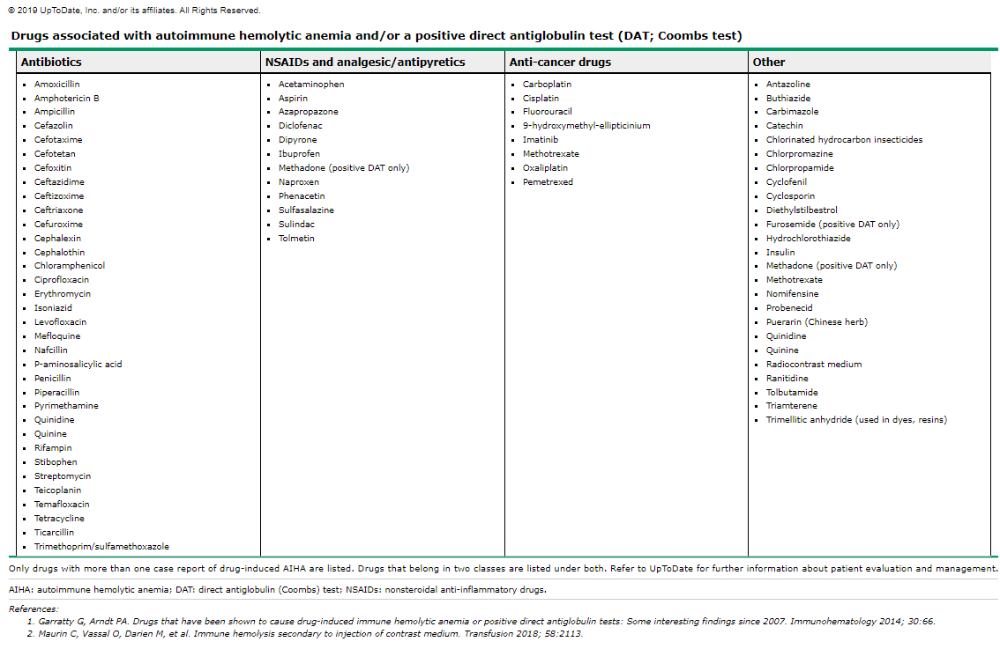 © 2019 UpToDate, Inc. and/or its affiliates. All Rights Reserved.
Drugs associated with autoimmune hemolytic anemia and/or a positive direct antiglobulin test (DAT; Coombs test)
Antibiotics
Amoxicillin
Amphotericin B
Ampicillin
Cefazolin
Cefotaxime
Cefotetan
Cefoxitin
Ceftazidime
Ceftizoxime
Ceftriaxone
Cefuroxime
Cephalexin
Cephalothin
Chloramphenicol
Ciprofloxacin
Erythromycin
Isoniazid
Levofloxacin
Mefloquine
Nafcillin
P-aminosalicylic acid
Penicillin
Piperacillin
Pyrimethamine
Quinidine
Quinine
Rifampin
Stibophen
Streptomycin
Teicoplanin
Temafloxacin
Tetracycline
Ticarcillin
Trimethoprim/sulfamethoxazole
NSAIDs and analgesic/antipyretics
Acetaminophen
Aspirin
Azapropazone
Diclofenac
Dipyrone
Ibuprofen
Methadone (positive DAT only)
Naproxen
Phenacetin
Sulfasalazine
Sulindac
Tolmetin
Anti-cancer drugs
Carboplatin
Cisplatin
Fluorouracil
9-hydroxymethyl-ellipticinium
Imatinib
Methotrexate
Oxaliplatin
Pemetrexed
Other
Antazoline
Buthiazide
Carbimazole
Catechin
Chlorinated hydrocarbon insecticides
Chlorpromazine
Chlorpropamide
Cyclofenil
Cyclosporin
Diethylstilbestrol
Furosemide (positive DAT only)
Hydrochlorothiazide
Insulin
Methadone (positive DAT only)
Methotrexate
Nomifensine
Probenecid
Puerarin (Chinese herb)
Quinidine
Quinine
Radiocontrast medium
Ranitidine
Tolbutamide
Triamterene
Trimellitic anhydride (used in dyes, resins)
Only drugs with more than one case report of drug-induced AIHA are listed. Drugs that belong in two classes are listed under both. Refer to UpToDate for further information about patient evaluation and management.
AIHA: autoimmune hemolytic anemia; DAT: direct antiglobulin (Coombs) test; NSAIDs: nonsteroidal anti-inflammatory drugs.
References:
1. Garratty G, Arndt PA. Drugs that have been shown to cause drug-induced immune hemolytic anemia or positive direct antiglobulin tests: Some interesting findings since 2007. Immunohematology 2014; 30:66.
2. Maurin C, Vassal O, Darien M, et al. Immune hemolysis secondary to injection of contrast medium. Transfusion 2018; 58:2113.